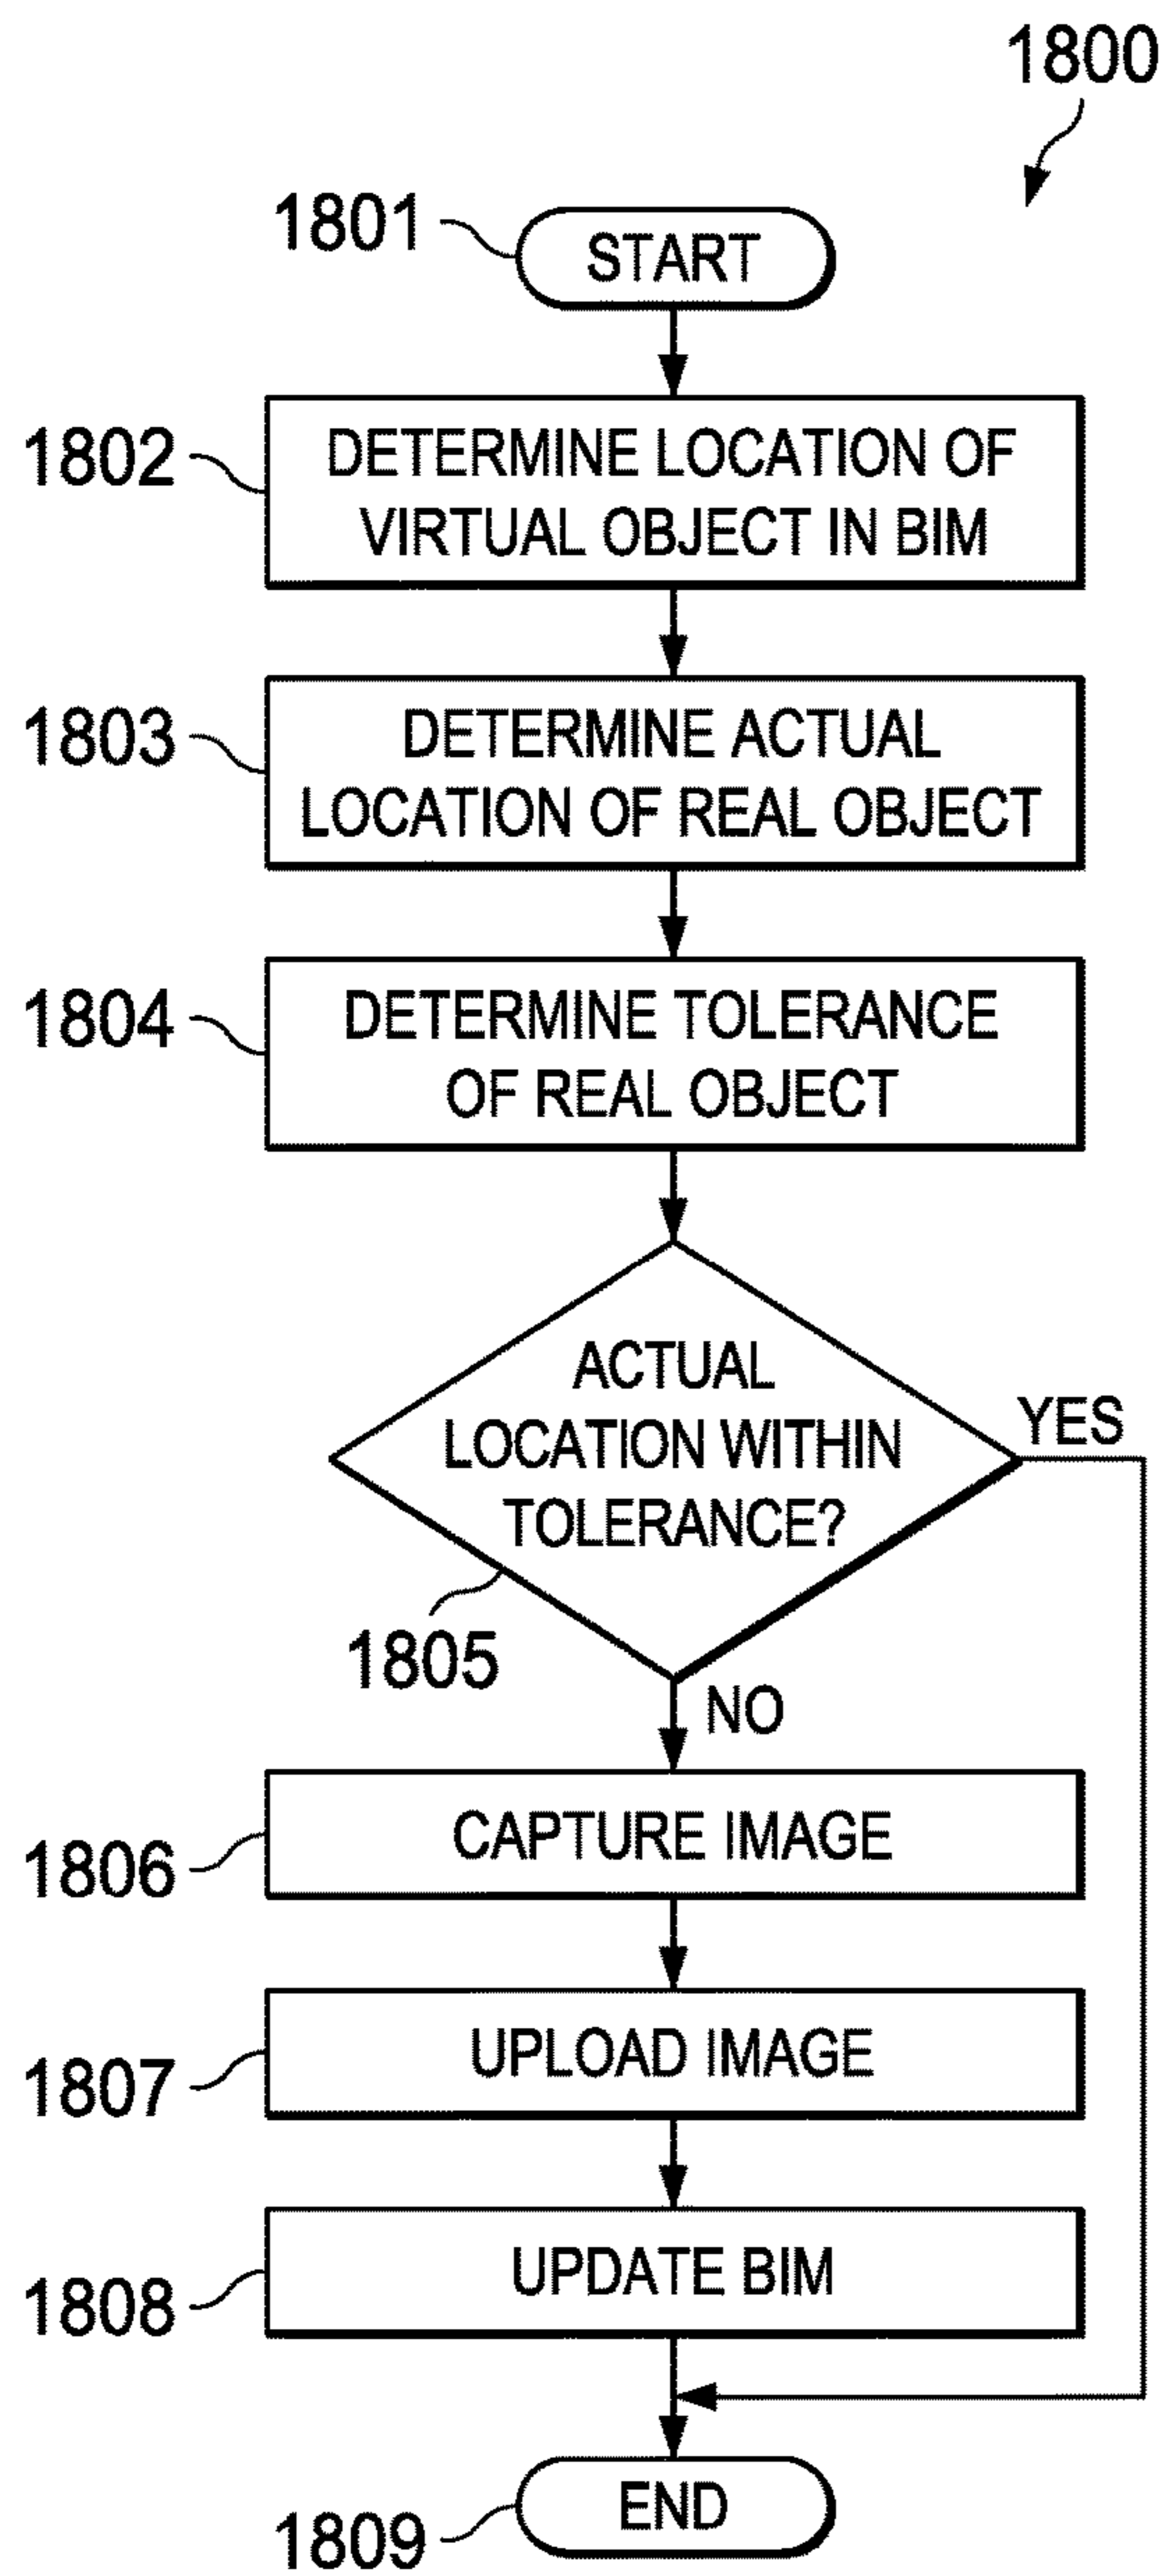 1800
1801
START
1802
DETERMINE LOCATION OF
VIRTUAL OBJECT IN BIM
1803
DETERMINE ACTUAL
LOCATION OF REAL OBJECT
1804
DETERMINE TOLERANCE
OF REAL OBJECT
ACTUAL
LOCATION WITHIN
TOLERANCE?
YES
1805
NO
CAPTURE IMAGE
1806
UPLOAD IMAGE
1807
UPDATE BIM
1808
END
1809